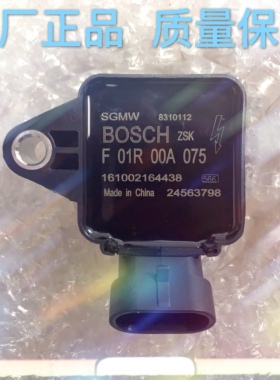 厂正品 质量保
SGMW 8310112
BOSCH ZSK
F 01R 00A 075
161002164438
Made in China 24563798